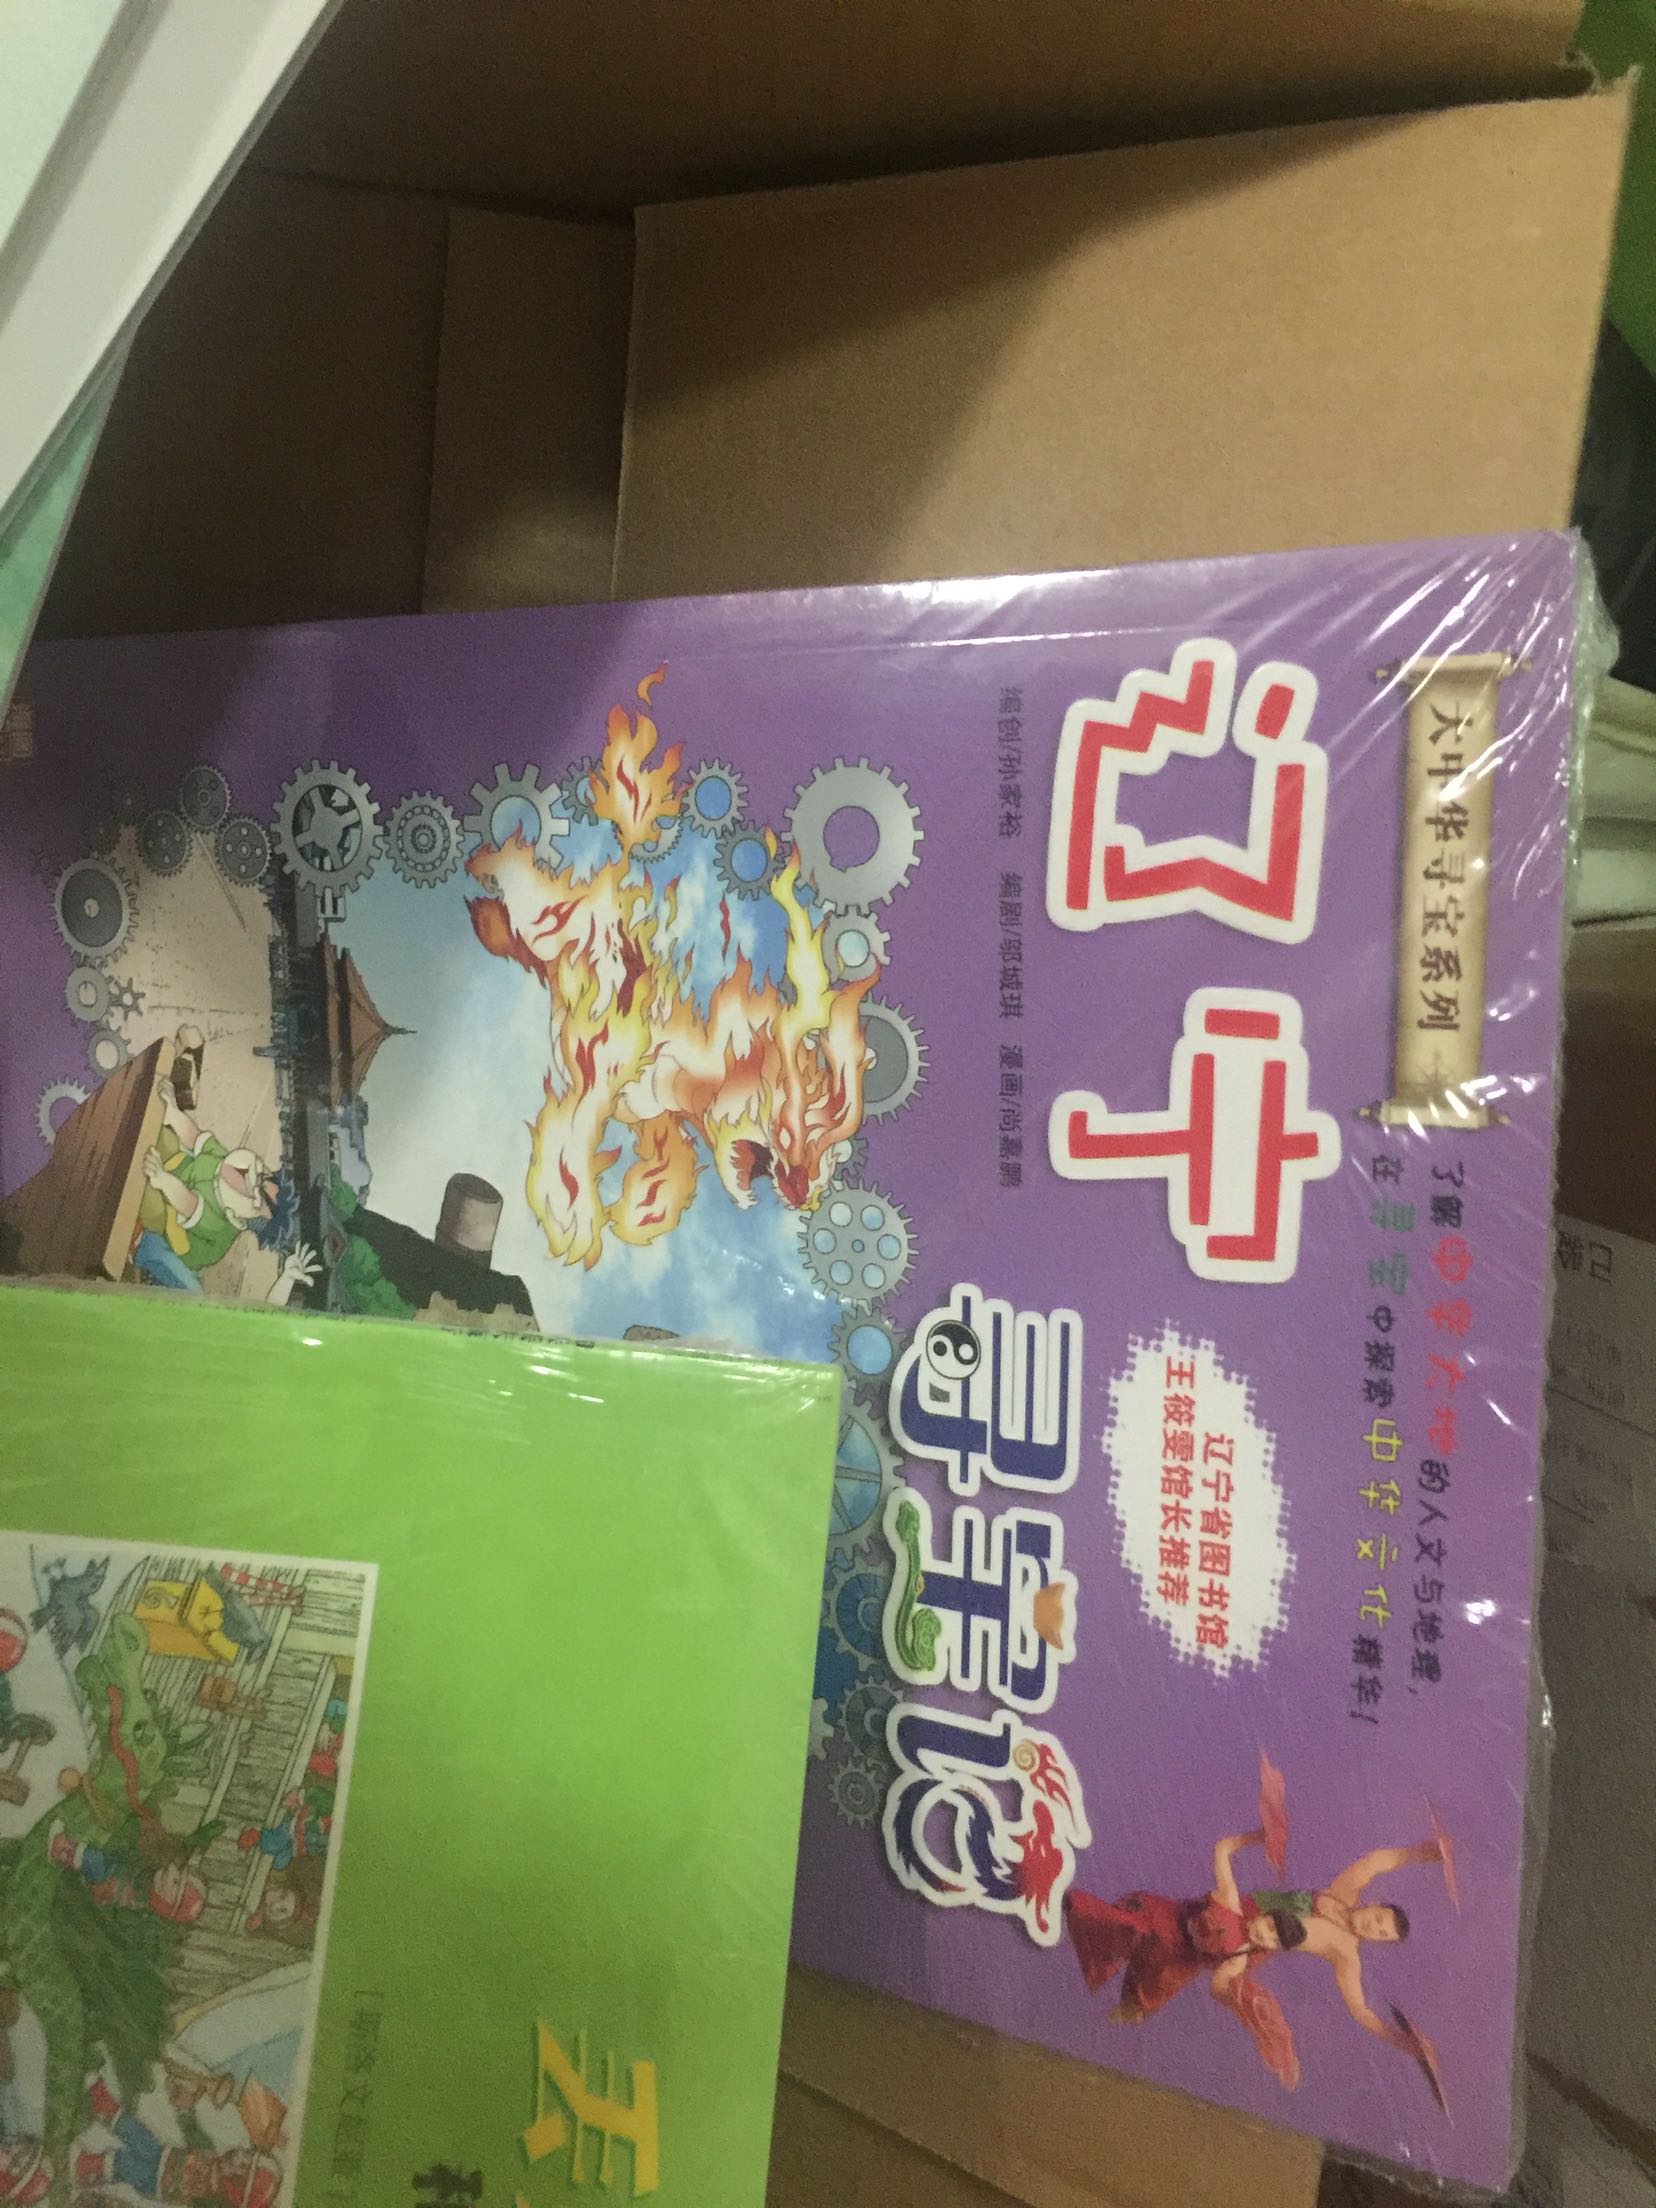 大中华寻宝系列
了解中华大地的人文与地理，
在寻宝中探索中华文化精华！
辽宁
辽宁省图书馆
王筱雯馆长推荐
寻宝记
编创/孙家裕 编剧/邬城琪 漫画/尚嘉鹏